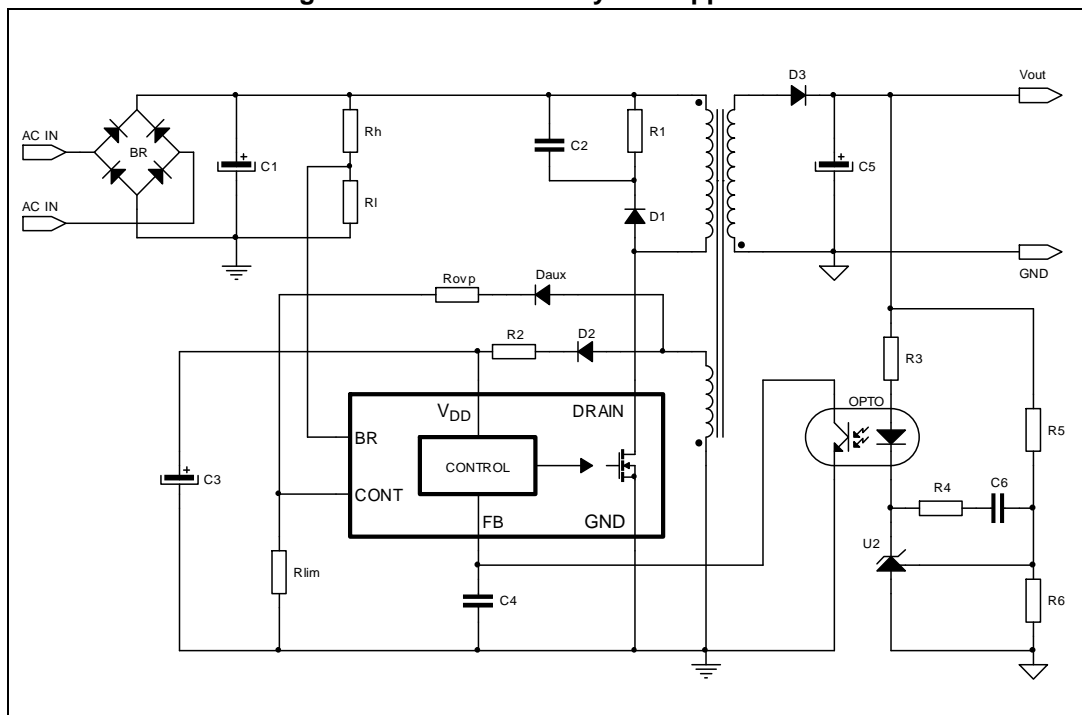 D3
Vout
AC IN
BR
C1
Rh
C2
R1
C5
AC IN
Rl
D1
GND
Rovp
Daux
R2
D2
R3
OPTO
VDD
DRAIN
BR
R5
CONTROL
C3
CONT
R4
C6
FB
GND
U2
Rlim
C4
R6